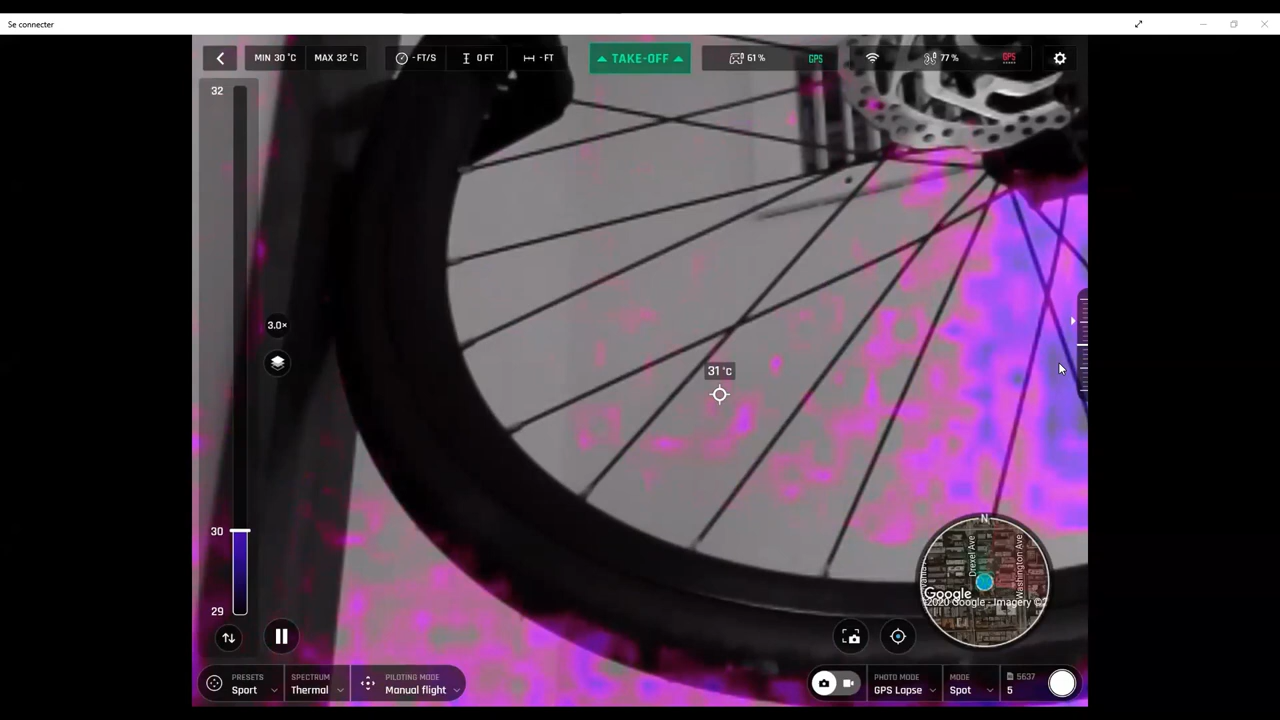 Se connecter
MIN 30 °C
MAX 32 °C
- FT/S
0 FT
- FT
TAKE-OFF
61 %
GPS
77 %
GPS
32
3.0×
31 °C
30
29
N
Drexel Ave
Washington Ave
Google
©2020 Google - Imagery ©2
PRESETS
Sport
SPECTRUM
Thermal
PILOTING MODE
Manual flight
PHOTO MODE
GPS Lapse
MODE
Spot
5637
5